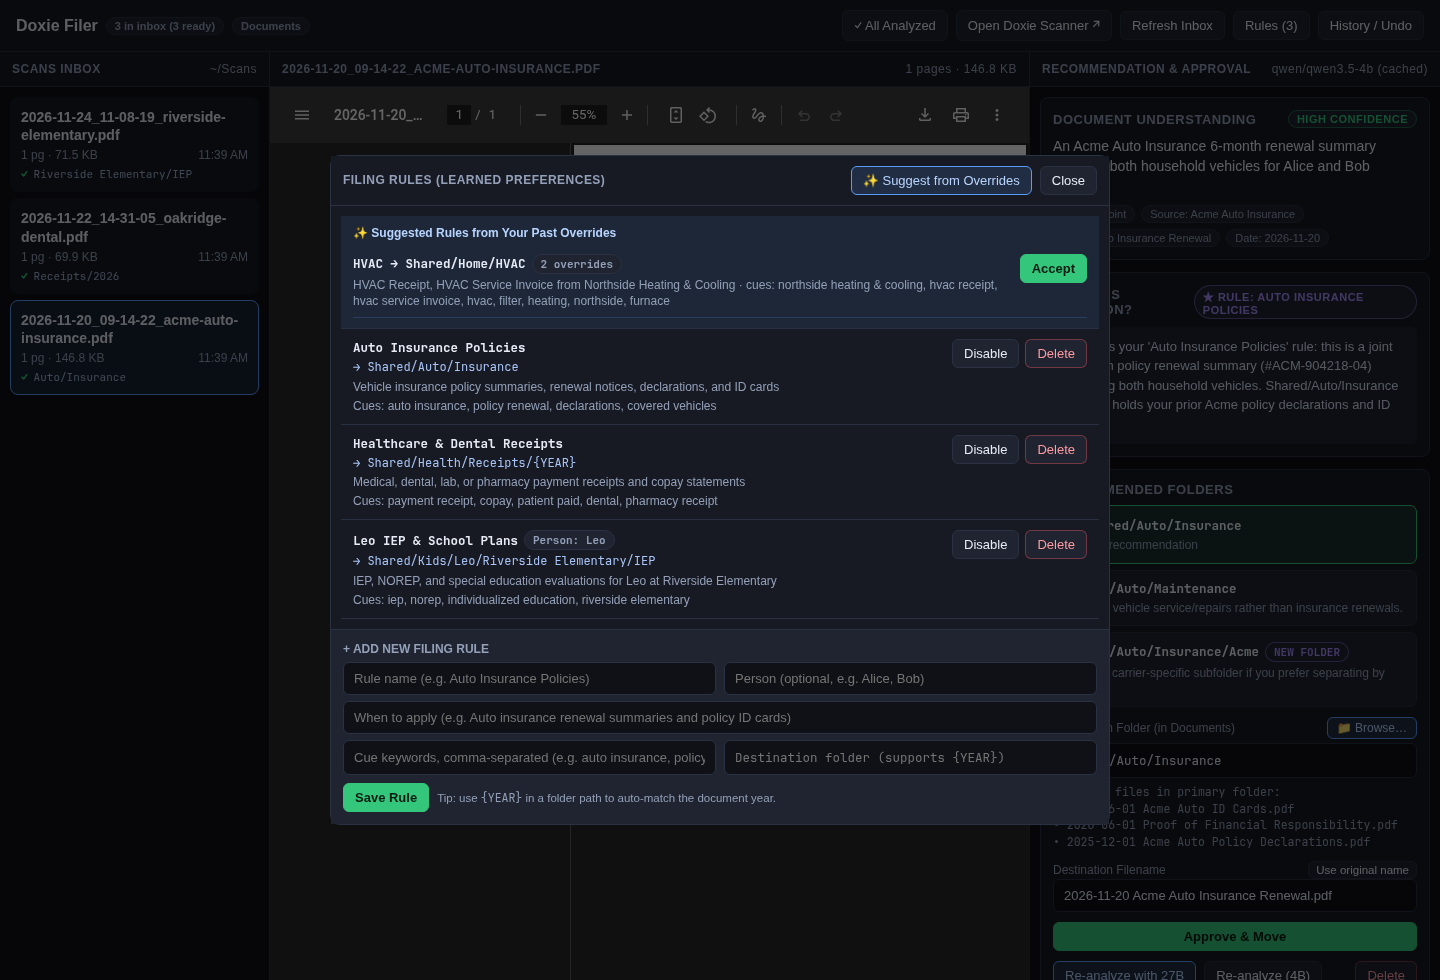 Doxie Filer
3 in inbox (3 ready)
Documents
✓ All Analyzed
Open Doxie Scanner ↗
Refresh Inbox
Rules (3)
History / Undo
SCANS INBOX
~/Scans
2026-11-24_11-08-19_riverside-
elementary.pdf
1 pg · 71.5 KB
11:39 AM
✓ Riverside Elementary/IEP
2026-11-22_14-31-05_oakridge-
dental.pdf
1 pg · 69.9 KB
11:39 AM
✓ Receipts/2026
2026-11-20_09-14-22_acme-auto-
insurance.pdf
1 pg · 146.8 KB
11:39 AM
✓ Auto/Insurance
2026-11-20_09-14-22_ACME-AUTO-INSURANCE.PDF
1 pages · 146.8 KB
2026-11-20_…
1 / 1
55%
FILING RULES (LEARNED PREFERENCES)
✨ Suggest from Overrides
Close
✨ Suggested Rules from Your Past Overrides
HVAC → Shared/Home/HVAC
2 overrides
HVAC Receipt, HVAC Service Invoice from Northside Heating & Cooling · cues: northside heating & cooling, hvac receipt,
hvac service invoice, hvac, filter, heating, northside, furnace
Accept
Auto Insurance Policies
→ Shared/Auto/Insurance
Vehicle insurance policy summaries, renewal notices, declarations, and ID cards
Cues: auto insurance, policy renewal, declarations, covered vehicles
Disable
Delete
Healthcare & Dental Receipts
→ Shared/Health/Receipts/{YEAR}
Medical, dental, lab, or pharmacy payment receipts and copay statements
Cues: payment receipt, copay, patient paid, dental, pharmacy receipt
Disable
Delete
Leo IEP & School Plans
Person: Leo
→ Shared/Kids/Leo/Riverside Elementary/IEP
IEP, NOREP, and special education evaluations for Leo at Riverside Elementary
Cues: iep, norep, individualized education, riverside elementary
Disable
Delete
+ ADD NEW FILING RULE
Rule name (e.g. Auto Insurance Policies)
Person (optional, e.g. Alice, Bob)
When to apply (e.g. Auto insurance renewal summaries and policy ID cards)
Cue keywords, comma-separated (e.g. auto insurance, policy
Destination folder (supports {YEAR})
Save Rule
Tip: use {YEAR} in a folder path to auto-match the document year.
RECOMMENDATION & APPROVAL
qwen/qwen3.5-4b (cached)
DOCUMENT UNDERSTANDING
HIGH CONFIDENCE
An Acme Auto Insurance 6-month renewal summary
both household vehicles for Alice and Bob
Source: Acme Auto Insurance
Insurance Renewal
Date: 2026-11-20
★ RULE: AUTO INSURANCE
POLICIES
your 'Auto Insurance Policies' rule: this is a joint
policy renewal summary (#ACM-904218-04)
both household vehicles. Shared/Auto/Insurance
holds your prior Acme policy declarations and ID
FOLDERS
/Auto/Insurance
recommendation
/Auto/Maintenance
vehicle service/repairs rather than insurance renewals.
/Auto/Insurance/Acme
NEW FOLDER
carrier-specific subfolder if you prefer separating by
Folder (in Documents)
📁 Browse…
/Auto/Insurance
files in primary folder:
Acme Auto ID Cards.pdf
• 2026-06-01 Proof of Financial Responsibility.pdf
• 2025-12-01 Acme Auto Policy Declarations.pdf
Destination Filename
Use original name
2026-11-20 Acme Auto Insurance Renewal.pdf
Approve & Move
Re-analyze with 27B
Re-analyze (4B)
Delete